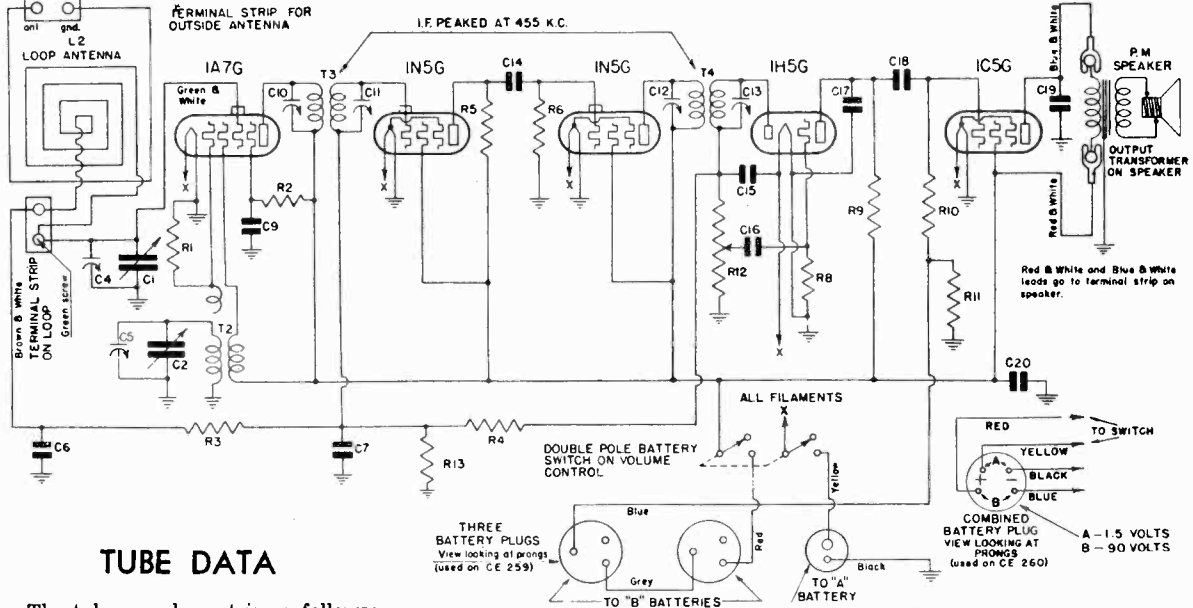 ant. gnd.
L2
LOOP ANTENNA
TERMINAL STRIP FOR
OUTSIDE ANTENNA
I.F. PEAKED AT 455 K.C.
1A7G
Green &
White
C10
T3
C11
1N5G
C14
R5
R6
1N5G
C12
T4
C13
1H5G
C17
C18
1C5G
Blue & White
C19
P.M.
SPEAKER
OUTPUT
TRANSFORMER
ON SPEAKER
X
X
X
X
R2
C9
R1
C15
C16
R12
R8
R9
R10
R11
Red & White
Red & White and Blue & White
leads go to terminal strip on
speaker.
Brown & White
TERMINAL STRIP
ON LOOP
Green screw
C4
C1
C5
C2
T2
X
C20
C6
R3
C7
R13
R4
ALL FILAMENTS
X
DOUBLE POLE BATTERY
SWITCH ON VOLUME
CONTROL
Yellow
Red
Blue
RED
TO SWITCH
YELLOW
BLACK
BLUE
A
+ -
B
COMBINED
BATTERY PLUG
VIEW LOOKING AT
PRONGS
(used on CE 260)
A-1.5 VOLTS
B-90 VOLTS
THREE
BATTERY PLUGS
View looking at prongs
(used on CE 259)
Grey
Black
TO "B" BATTERIES
TO "A"
BATTERY
TUBE DATA